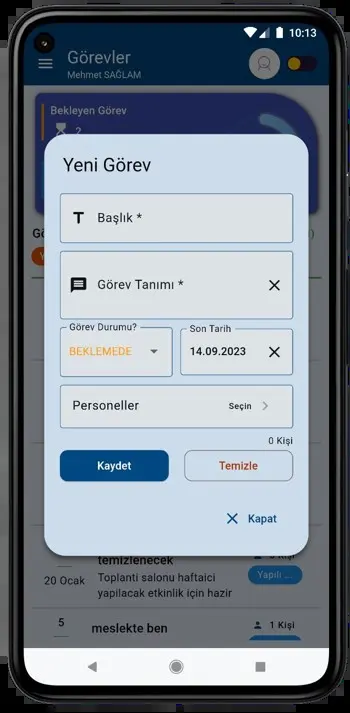 10:13
Görevler
Mehmet SAĞLAM
Bekleyen Görev
2
Yeni Görev
Başlık *
Görev Tanımı *
Görev Durumu?
Son Tarih
BEKLEMEDE
14.09.2023
Personeller
Seçin
0 Kişi
Kaydet
Temizle
Kapat
temizlenecek
Kişi
20 Ocak
Toplanti salonu haftaici
Yapılı ...
yapılacak etkinlik için hazir
5
meslekte ben
1 Kişi